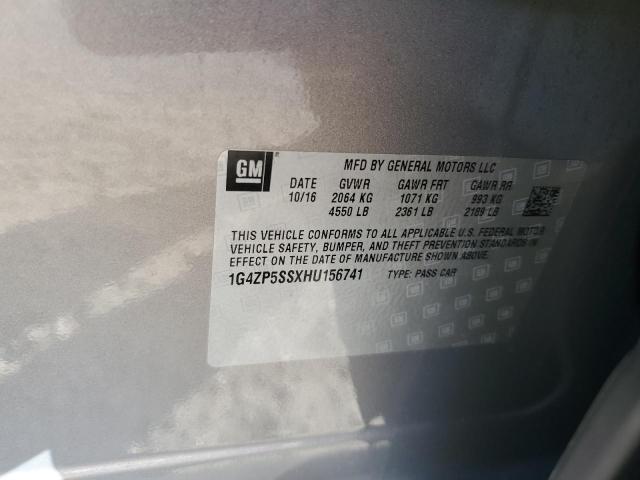 GM
MFD BY GENERAL MOTORS LLC
DATE GVWR GAWR FRT GAWR RR
10/16 2064 KG 1071 KG 993 KG
4550 LB 2361 LB 2189 LB
THIS VEHICLE CONFORMS TO ALL APPLICABLE U.S. FEDERAL MOTOR
VEHICLE SAFETY, BUMPER, AND THEFT PREVENTION STANDARDS IN
EFFECT ON THE DATE OF MANUFACTURE SHOWN ABOVE.
1G4ZP5SSXHU156741 TYPE: PASS CAR